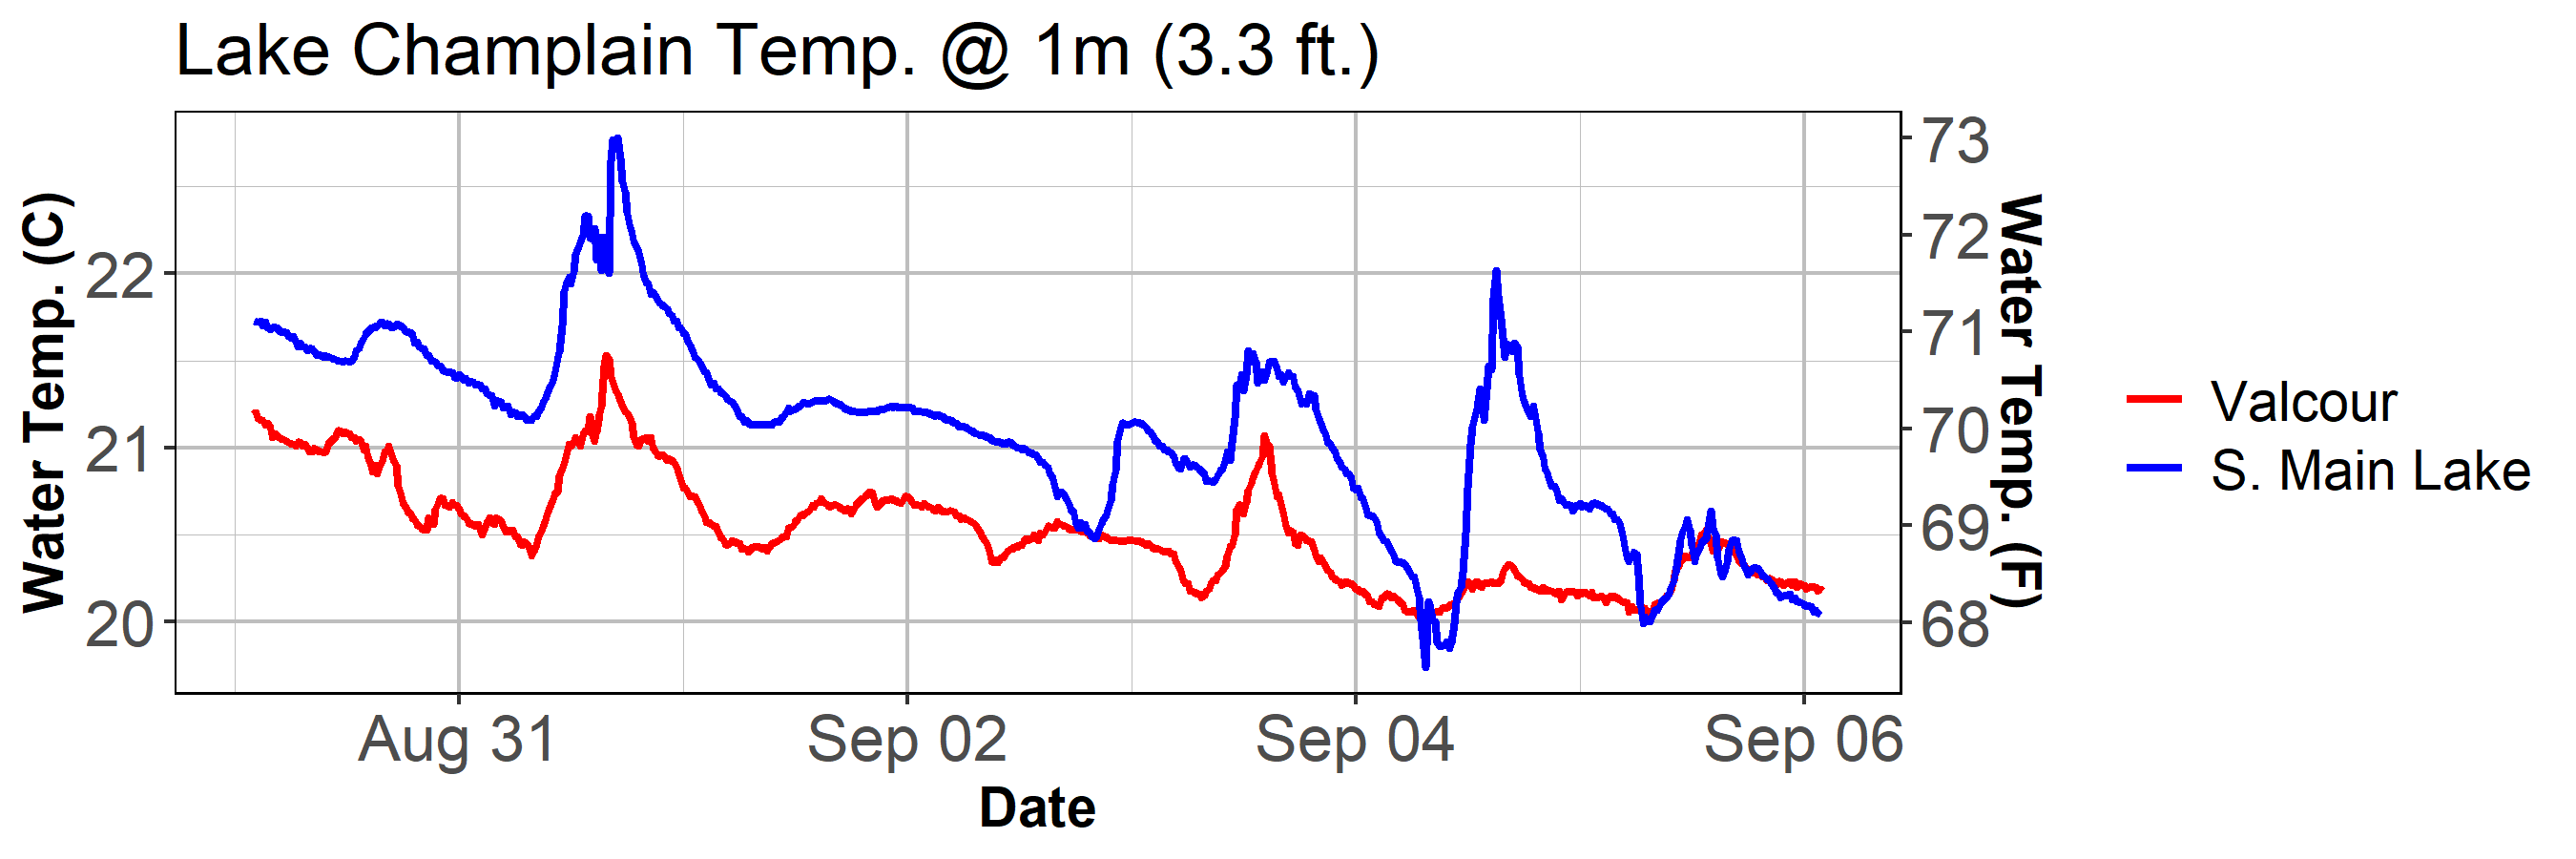 Lake Champlain Temp. @ 1m (3.3 ft.)
Water Temp. (C)
22
21
20
73
72
71
70
69
68
Water Temp. (F)
Aug 31
Sep 02
Sep 04
Sep 06
Date
Valcour
S. Main Lake